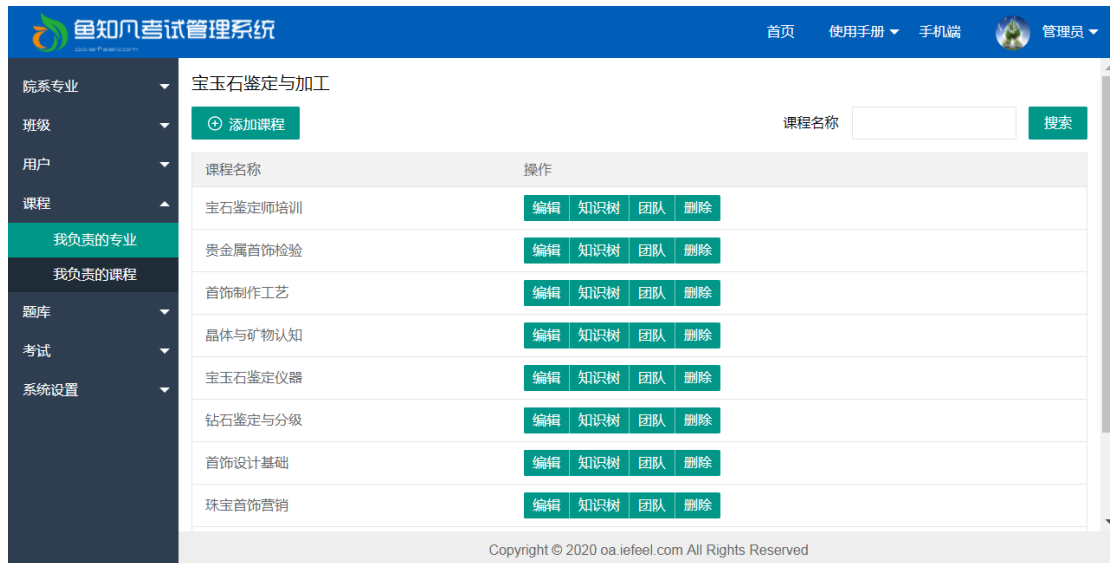 鱼知凡考试管理系统
oa.iefeel.com
首页 使用手册 手机端 管理员
院系专业
班级
用户
课程
我负责的专业
我负责的课程
题库
考试
系统设置
宝玉石鉴定与加工
添加课程 课程名称 搜索
课程名称 操作
宝石鉴定师培训 编辑 知识树 团队 删除
贵金属首饰检验 编辑 知识树 团队 删除
首饰制作工艺 编辑 知识树 团队 删除
晶体与矿物认知 编辑 知识树 团队 删除
宝玉石鉴定仪器 编辑 知识树 团队 删除
钻石鉴定与分级 编辑 知识树 团队 删除
首饰设计基础 编辑 知识树 团队 删除
珠宝首饰营销 编辑 知识树 团队 删除
Copyright © 2020 oa.iefeel.com All Rights Reserved